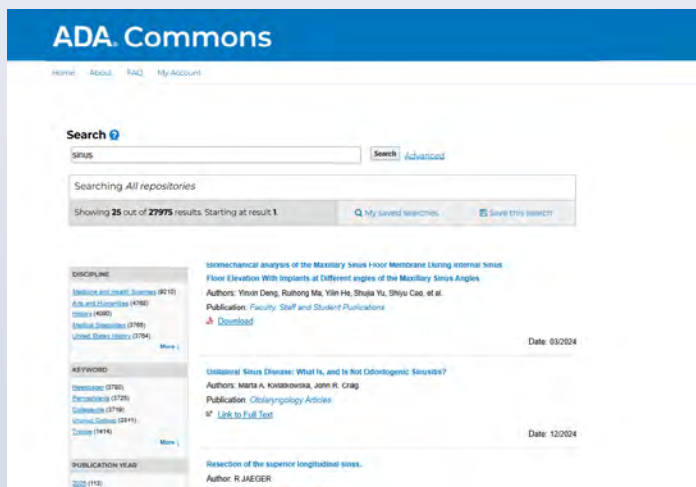 ADA. Commons
Home About FAQ My Account
Search
sinus
Search Advanced
Searching All repositories
Showing 25 out of 27975 results. Starting at result 1.
My saved searches
Save this search
DISCIPLINE
Medicine and Health Sciences (9210)
Arts and Humanities (4768)
History (4080)
Medical Specialties (3768)
United States History (3764)
More
KEYWORD
Newspaper (3760)
Pennsylvania (3725)
Collegeville (3719)
Ursinus College
Trappe (1414)
More
PUBLICATION YEAR
2025 (113)
Biomechanical analysis of the Maxillary Sinus Floor Membrane During Internal Sinus
Floor Elevation With Implants at Different angles of the Maxillary Sinus Angles
Authors: Yinxin Deng, Ruihong Ma, Yilin He, Shujia Yu, Shiyu Cao, et al.
Publication: Faculty, Staff and Student Publications
Download
Date: 03/2024
Unilateral Sinus Disease: What Is, and Is Not Odontogenic Sinusitis?
Authors: Marta A. Kwiatkowska, John R. Craig
Publication: Otolaryngology Articles
Link to Full Text
Date: 12/2024
Resection of the superior longitudinal sinus.
Author: R JAEGER